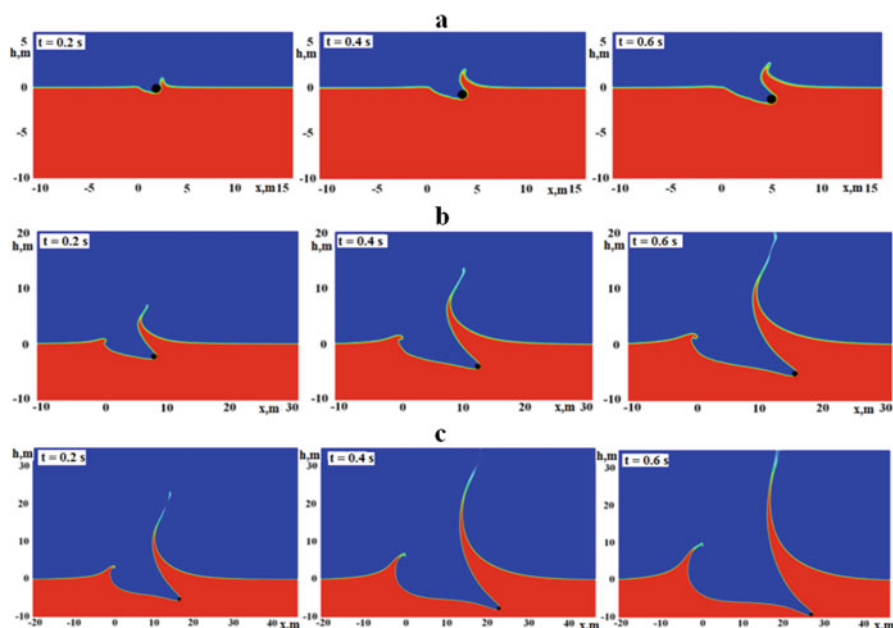 a
6 t = 0.2 s 6 t = 0.4 s 6 t = 0.6 s
h,m h,m h,m
0 0 0
-5 -5 -5
-10 -10 -10
-10 -5 0 5 10 x,m 15 -10 -5 0 5 10 x,m 15 -10 -5 0 5 10 x,m 15
b
20 t = 0.2 s 20 t = 0.4 s 20 t = 0.6 s
h,m h,m h,m
10 10 10
0 0 0
-10 -10 -10
-10 0 10 20 x,m 30 -10 0 10 20 x,m 30 -10 0 10 20 x,m 30
c
h,m t = 0.2 s h,m t = 0.4 s h,m t = 0.6 s
30 30 30
20 20 20
10 10 10
0 0 0
-10 -10 -10
-20 -10 0 10 20 30 x,m 40 -20 -10 0 10 20 30 x,m 40 -20 -10 0 10 20 30 x,m 40